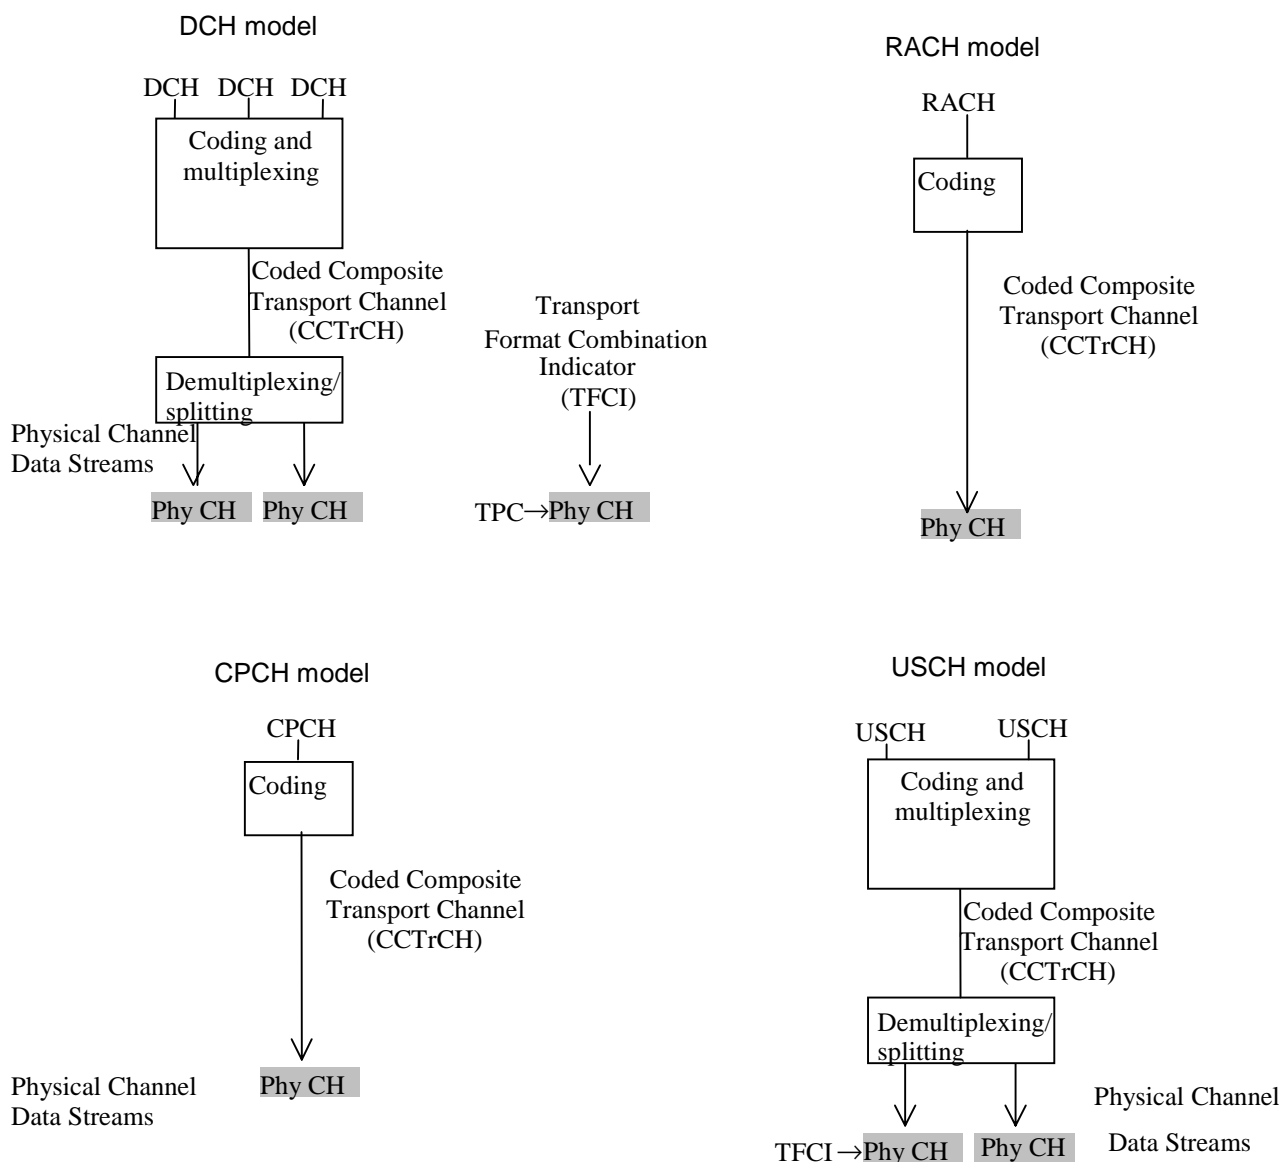 DCH model
DCH DCH DCH
Coding and
multiplexing
Coded Composite
Transport Channel
(CCTrCH)
Demultiplexing/
splitting
Physical Channel
Data Streams
Phy CH Phy CH
Transport
Format Combination
Indicator
(TFCI)
TPC→Phy CH
RACH model
RACH
Coding
Coded Composite
Transport Channel
(CCTrCH)
Phy CH
CPCH model
CPCH
Coding
Coded Composite
Transport Channel
(CCTrCH)
Physical Channel
Data Streams
Phy CH
USCH model
USCH USCH
Coding and
multiplexing
Coded Composite
Transport Channel
(CCTrCH)
Demultiplexing/
splitting
Physical Channel
Data Streams
TFCI→Phy CH Phy CH